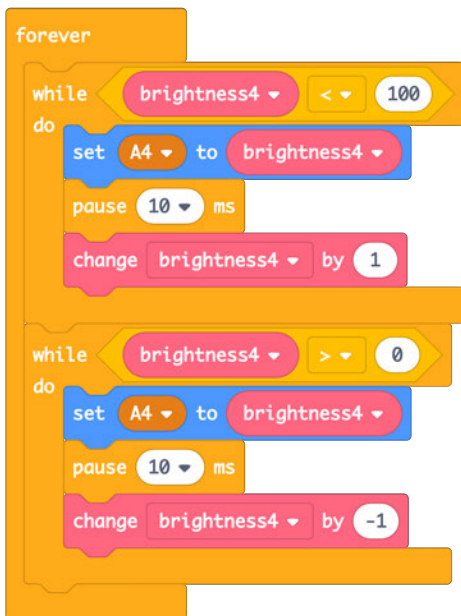 forever
while brightness4 < 100
do
set A4 to brightness4
pause 10 ms
change brightness4 by 1
while brightness4 > 0
do
set A4 to brightness4
pause 10 ms
change brightness4 by -1